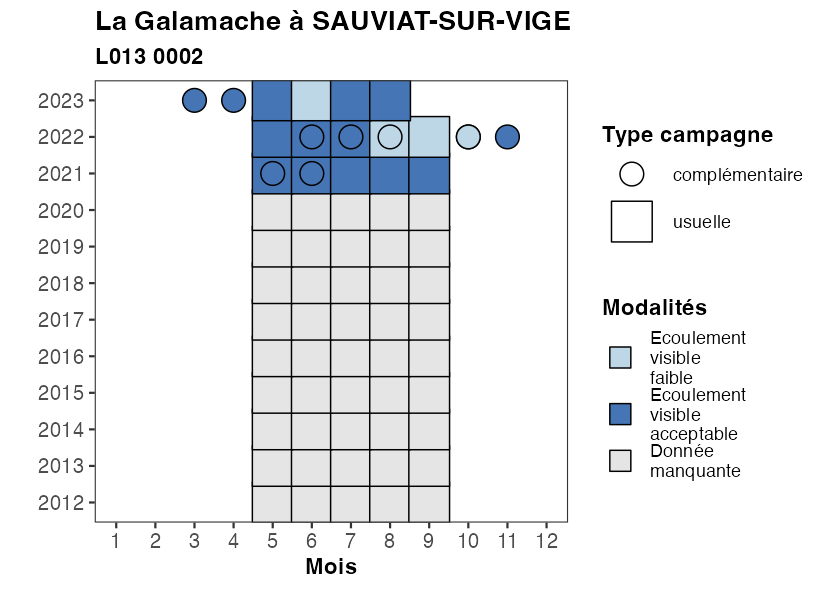 La Galamache à SAUVIAT-SUR-VIGE
L013 0002
2023
2022
2021
2020
2019
2018
2017
2016
2015
2014
2013
2012
1 2 3 4 5 6 7 8 9 10 11 12
Mois
Type campagne
complémentaire
usuelle
Modalités
Ecoulement
visible
faible
Ecoulement
visible
acceptable
Donnée
manquante